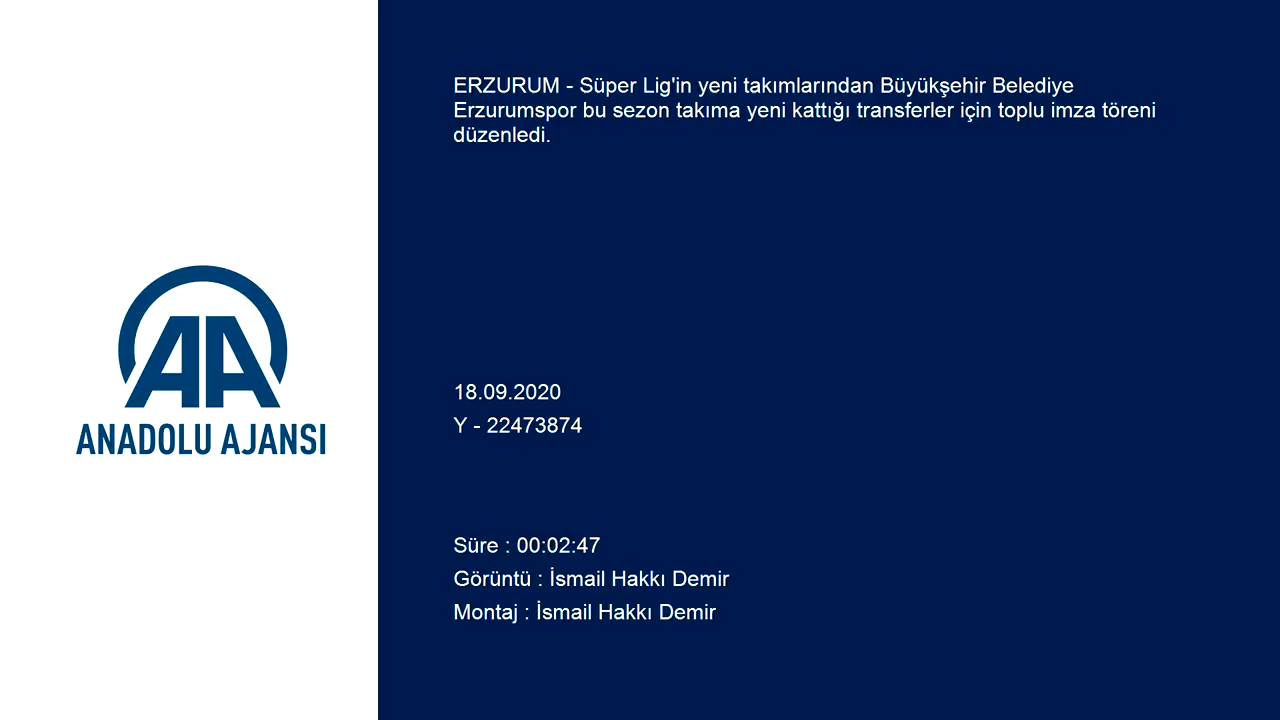 ERZURUM - Süper Lig'in yeni takımlarından Büyükşehir Belediye
Erzurumspor bu sezon takıma yeni kattığı transferler için toplu imza töreni
düzenledi.
AA
ANADOLU AJANSI
18.09.2020
Y - 22473874
Süre : 00:02:47
Görüntü : İsmail Hakkı Demir
Montaj : İsmail Hakkı Demir